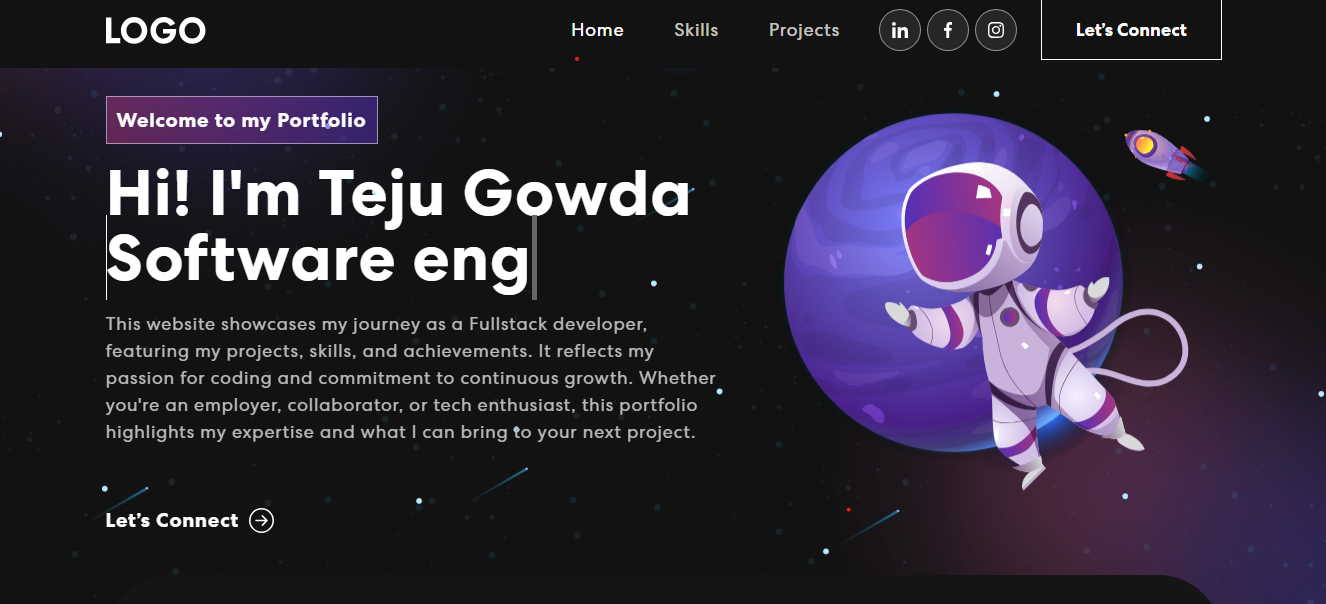 LOGO
Home
Skills
Projects
in
f
Let's Connect
Welcome to my Portfolio
Hi! I'm Teju Gowda
Software eng
This website showcases my journey as a Fullstack developer,
featuring my projects, skills, and achievements. It reflects my
passion for coding and commitment to continuous growth. Whether
you're an employer, collaborator, or tech enthusiast, this portfolio
highlights my expertise and what I can bring to your next project.
Let's Connect